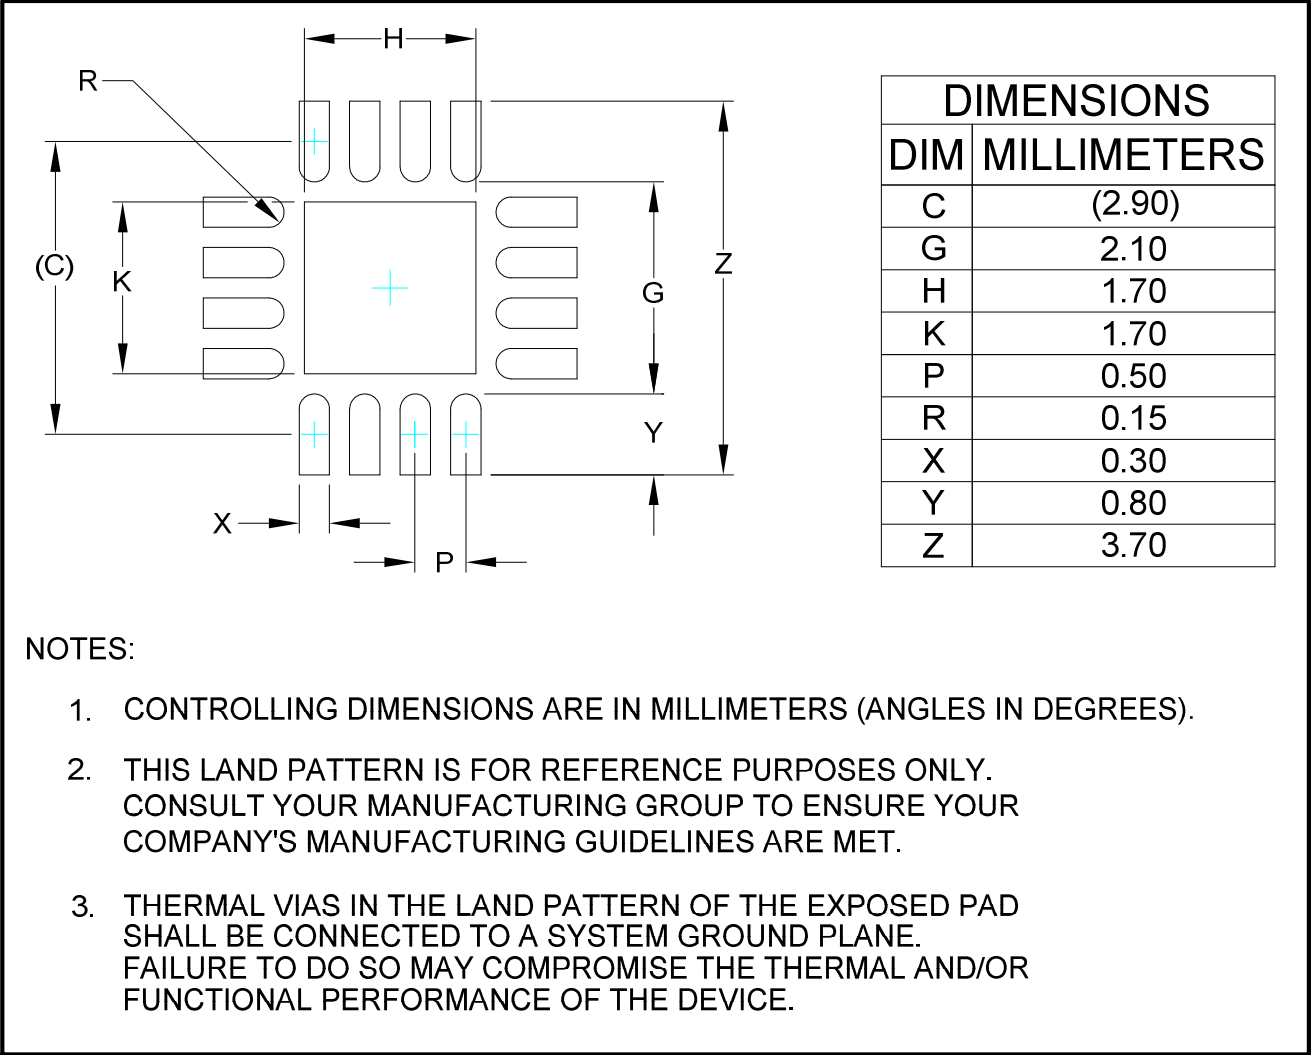 H
R
(C)
K
Z
G
Y
X
P
DIMENSIONS
DIM MILLIMETERS
C (2.90)
G 2.10
H 1.70
K 1.70
P 0.50
R 0.15
X 0.30
Y 0.80
Z 3.70
NOTES:
1. CONTROLLING DIMENSIONS ARE IN MILLIMETERS (ANGLES IN DEGREES).
2. THIS LAND PATTERN IS FOR REFERENCE PURPOSES ONLY.
CONSULT YOUR MANUFACTURING GROUP TO ENSURE YOUR
COMPANY'S MANUFACTURING GUIDELINES ARE MET.
3. THERMAL VIAS IN THE LAND PATTERN OF THE EXPOSED PAD
SHALL BE CONNECTED TO A SYSTEM GROUND PLANE.
FAILURE TO DO SO MAY COMPROMISE THE THERMAL AND/OR
FUNCTIONAL PERFORMANCE OF THE DEVICE.